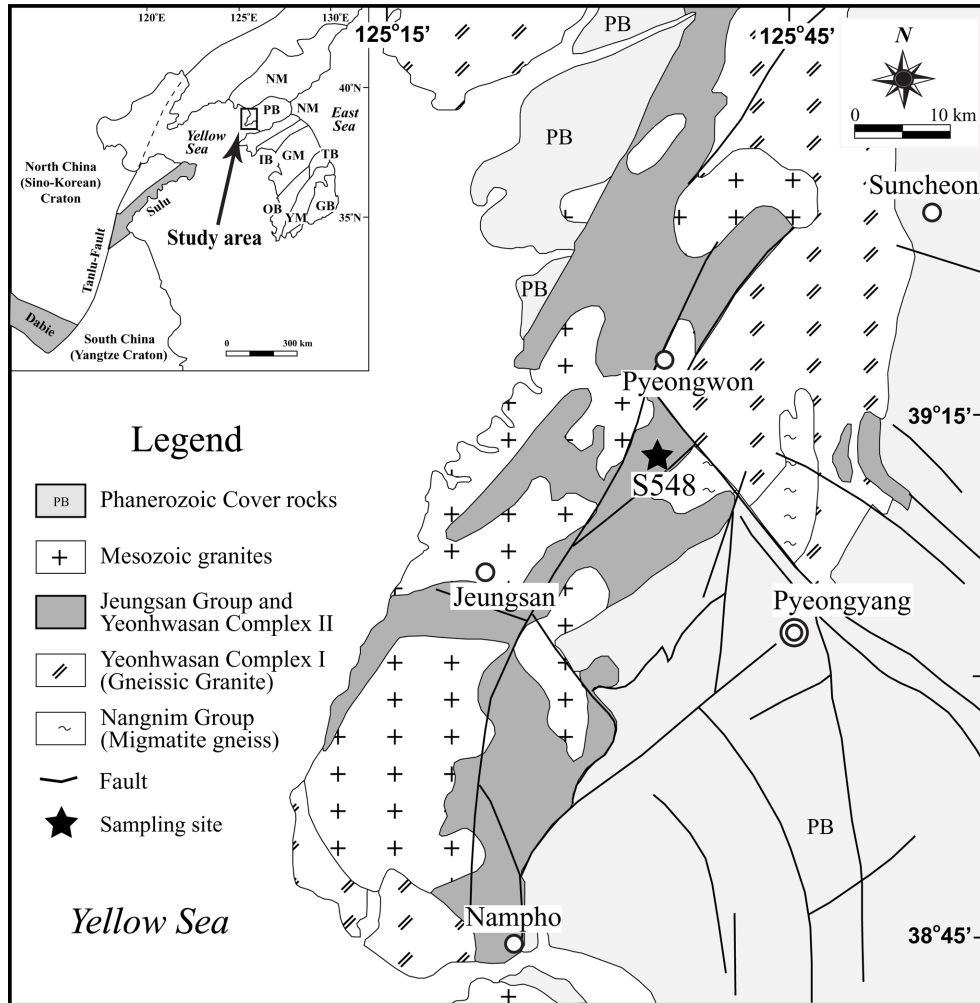 120°E
125°E
130°E
40°N
35°N
NM
PB
NM
East
Sea
Yellow
Sea
IB
GM
TB
OB
YM
GB
North China
(Sino-Korean)
Craton
Sulu
Tanlu-Fault
Study area
Dabie
South China
(Yangtze Craton)
0 300 km
125°15'
125°45'
N
0 10 km
PB
PB
PB
Suncheon
Pyeongwon
39°15'
S548
Jeungsan
Pyeongyang
PB
Nampho
38°45'
Yellow Sea
Legend
PB Phanerozoic Cover rocks
Mesozoic granites
Jeungsan Group and
Yeonhwasan Complex II
Yeonhwasan Complex I
(Gneissic Granite)
Nangnim Group
(Migmatite gneiss)
Fault
Sampling site